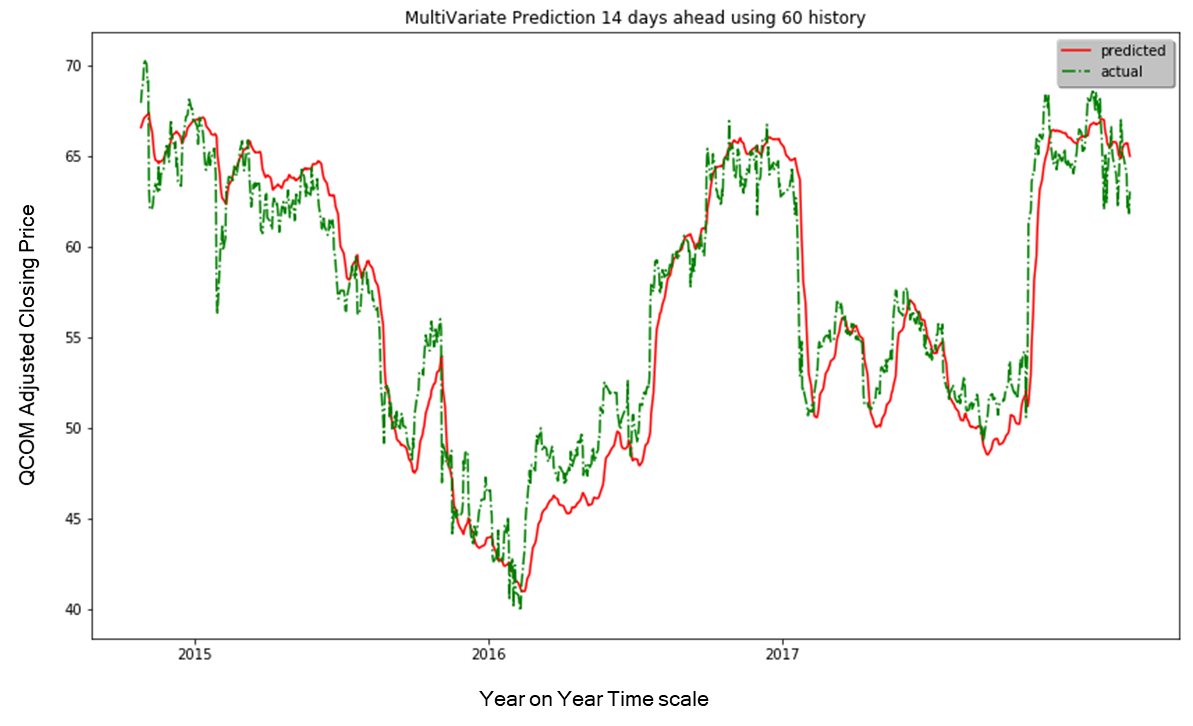 MultiVariate Prediction 14 days ahead using 60 history
predicted
actual
70
65
60
55
50
45
40
QCOM Adjusted Closing Price
2015 2016 2017
Year on Year Time scale